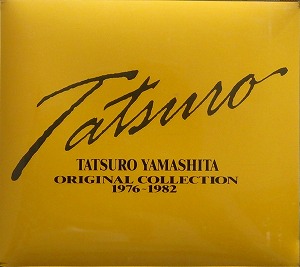 Tatsuro
TATSURO YAMASHITA
ORIGINAL COLLECTION
1976-1982